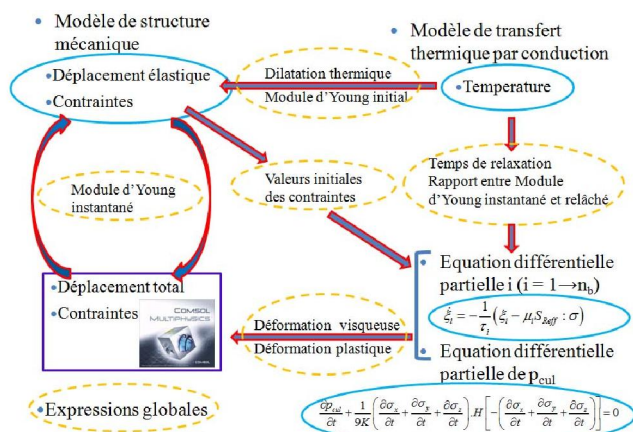 • Modèle de structure
mécanique
• Modèle de transfert
thermique par conduction
• Déplacement élastique
• Contraintes
Dilatation thermique
Module d'Young initial
• Temperature
Module d'Young
instantané
Valeurs initiales
des contraintes
Temps de relaxation
Rapport entre Module
d'Young instantané et relâché
• Déplacement total
• Contraintes
COMSOL
MULTIPHYSICS
Déformation visqueuse
Déformation plastique
• Equation différentielle
partielle i (i = 1→n_b)
ξ̇_i = -1/τ_i (ξ_i − μ_i S_Reff : σ)
• Equation différentielle
partielle de p_cul
∂p_cul/∂t + 1/9K (∂σ_x/∂t + ∂σ_y/∂t + ∂σ_z/∂t).H[−(∂σ_x/∂t + ∂σ_y/∂t + ∂σ_z/∂t)] = 0
• Expressions globales